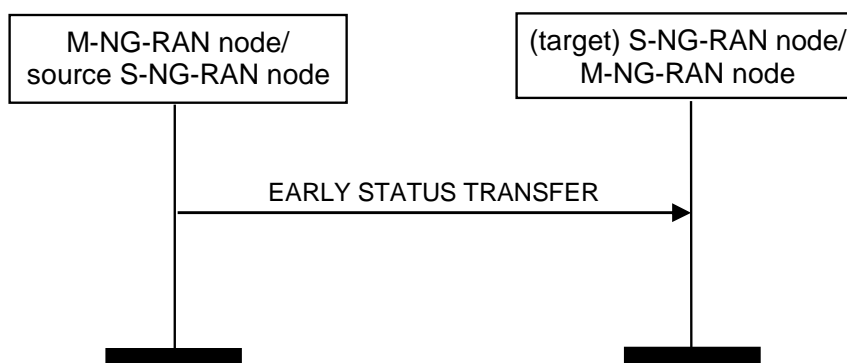 M-NG-RAN node/
source S-NG-RAN node
(target) S-NG-RAN node/
M-NG-RAN node
EARLY STATUS TRANSFER